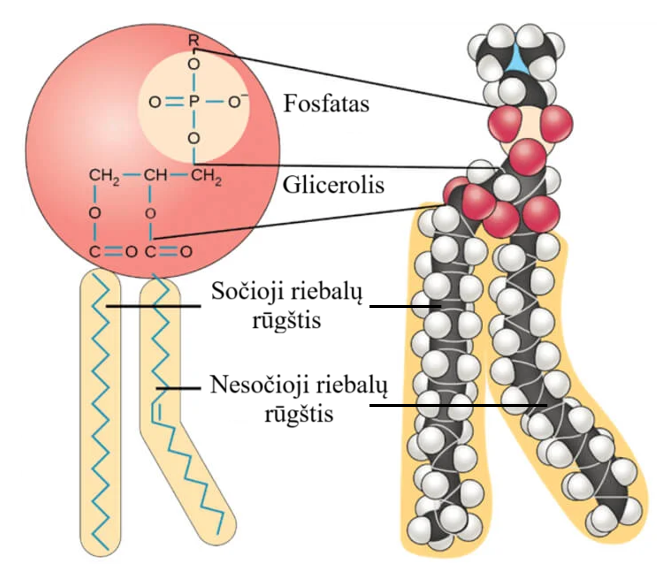 R
O
O=P—O⁻
Fosfatas
O
CH₂—CH—CH₂
Glicerolis
O O
C=O C=O
Sočioji riebalų
rūgštis
Nesočioji riebalų
rūgštis